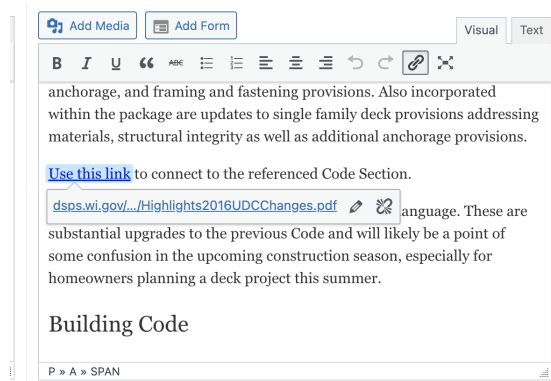 Add Media Add Form
Visual Text
B I U ABC
anchorage, and framing and fastening provisions. Also incorporated
within the package are updates to single family deck provisions addressing
materials, structural integrity as well as additional anchorage provisions.
Use this link to connect to the referenced Code Section.
dsps.wi.gov/.../Highlights2016UDCChanges.pdf
anguage. These are
substantial upgrades to the previous Code and will likely be a point of
some confusion in the upcoming construction season, especially for
homeowners planning a deck project this summer.
Building Code
P » A » SPAN